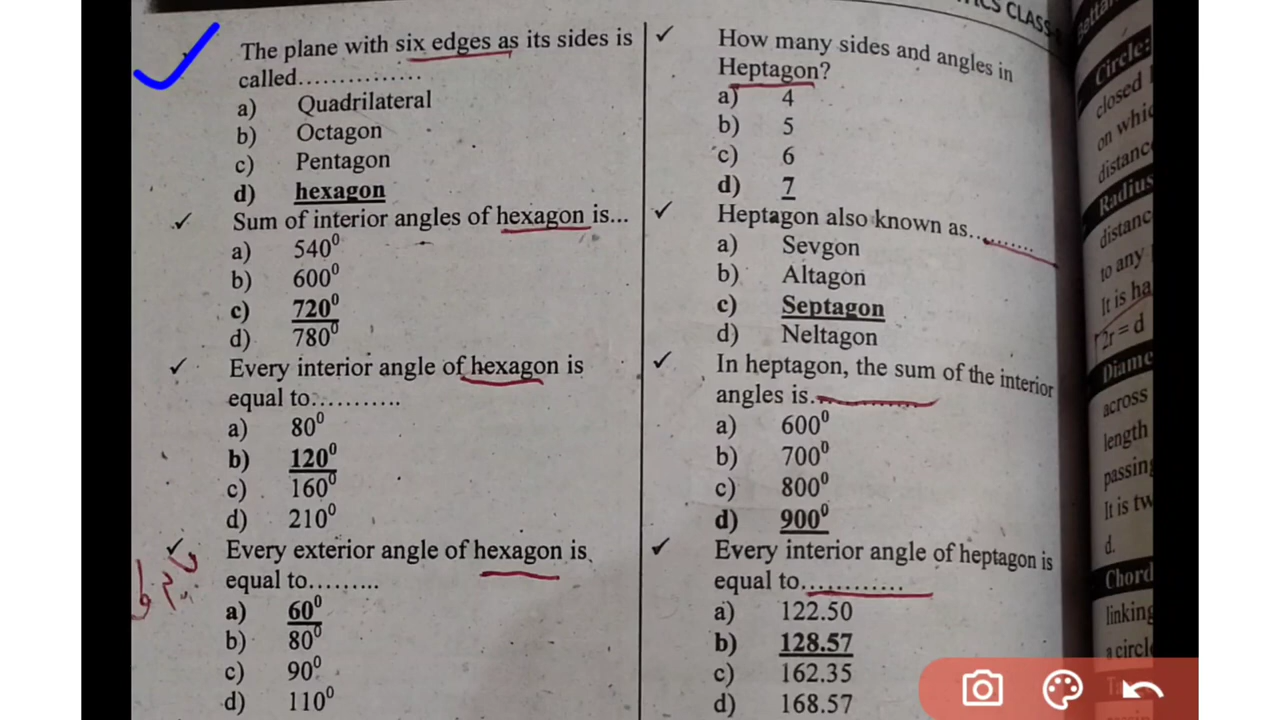 The plane with six edges as its sides is
called...............
a) Quadrilateral
b) Octagon
c) Pentagon
d) hexagon
✓ Sum of interior angles of hexagon is...
a) 540⁰
b) 600⁰
c) 720⁰
d) 780⁰
✓ Every interior angle of hexagon is
equal to...........
a) 80⁰
b) 120⁰
c) 160⁰
d) 210⁰
✓ Every exterior angle of hexagon is
equal to.........
a) 60⁰
b) 80⁰
c) 90⁰
d) 110⁰
✓ How many sides and angles in
Heptagon?
a) 4
b) 5
c) 6
d) 7
✓ Heptagon also known as..........
a) Sevgon
b) Altagon
c) Septagon
d) Neltagon
✓ In heptagon, the sum of the interior
angles is...............
a) 600⁰
b) 700⁰
c) 800⁰
d) 900⁰
✓ Every interior angle of heptagon is
equal to.............
a) 122.50
b) 128.57
c) 162.35
d) 168.57
CLASS
Circle:
closed
on which
distance
Radius
distanc
to any
It is ha
2r = d
Diame
across
length
passing
It is tw
d.
Chord
linking
a circle